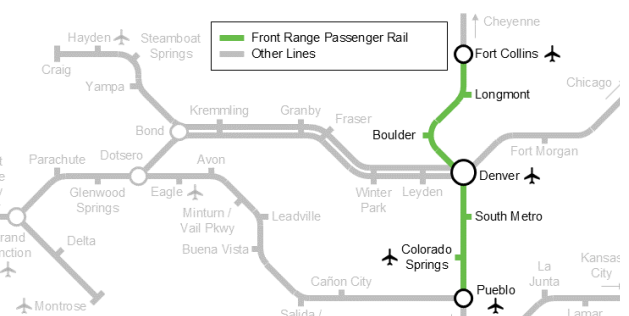 Cheyenne
Hayden
Steamboat
Springs
Front Range Passenger Rail
Other Lines
Fort Collins
Craig
Yampa
Chicago
Longmont
Kremmling
Granby
Fraser
Bond
Boulder
Fort Morgan
Parachute
Dotsero
Avon
Denver
Glenwood
Springs
Eagle
Winter
Park
Leyden
Minturn /
Vail Pkwy
Leadville
South Metro
Delta
Buena Vista
Colorado
Springs
Kansas
City
La
Junta
Cañon City
Pueblo
Montrose
Salida /
Lamar